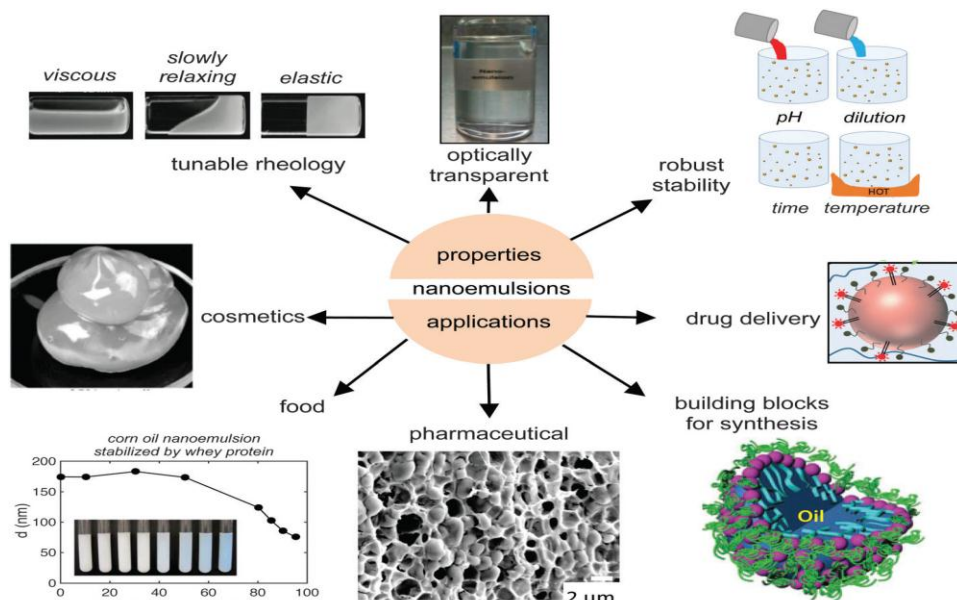 viscous
slowly
relaxing
elastic
tunable rheology
optically
transparent
pH
dilution
HOT
time
temperature
robust
stability
properties
nanoemulsions
applications
cosmetics
drug delivery
food
pharmaceutical
building blocks
for synthesis
corn oil nanoemulsion
stabilized by whey protein
200
150
100
50
0
d (nm)
0
20
40
60
80
100
2 μm
Oil